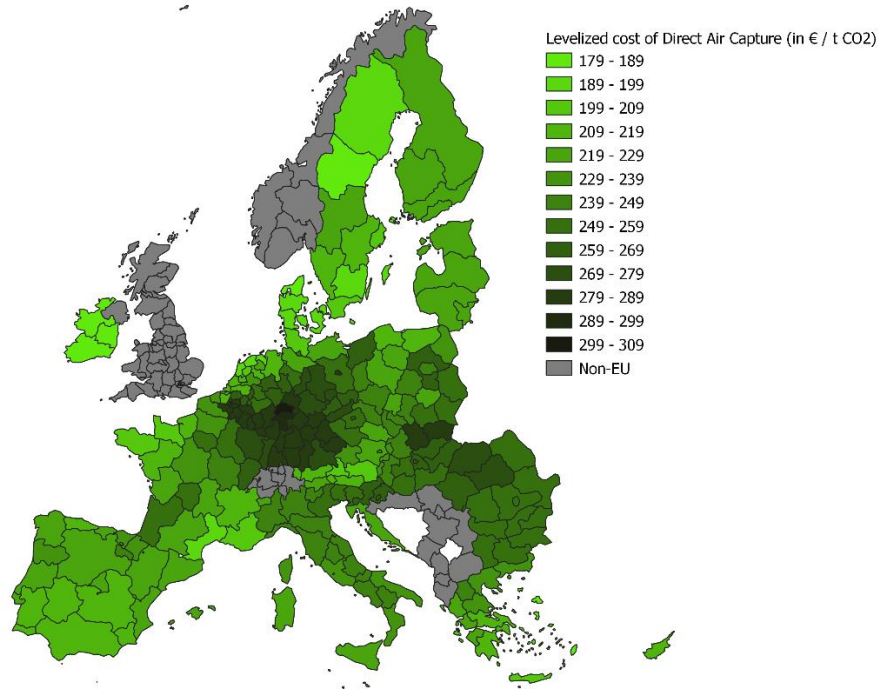 Levelized cost of Direct Air Capture (in € / t CO2)
179 - 189
189 - 199
199 - 209
209 - 219
219 - 229
229 - 239
239 - 249
249 - 259
259 - 269
269 - 279
279 - 289
289 - 299
299 - 309
Non-EU